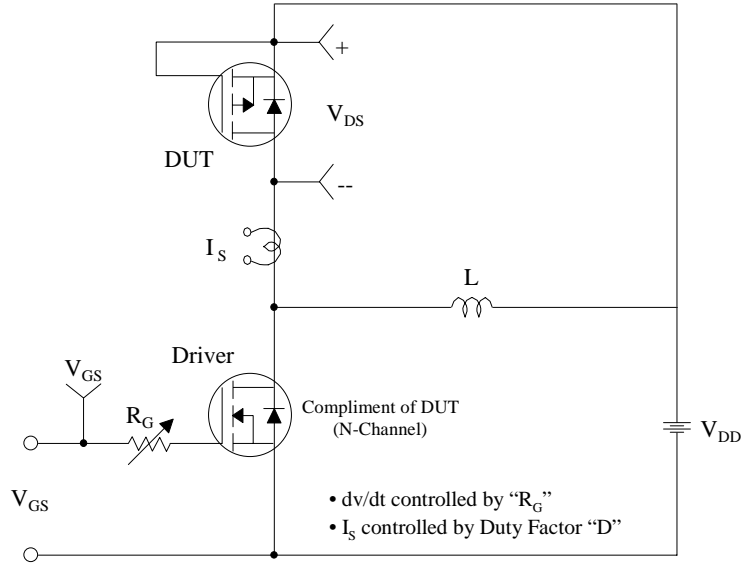 +
V_DS
DUT
--
I_S
L
Driver
V_GS
R_G
Compliment of DUT
(N-Channel)
V_DD
V_GS
• dv/dt controlled by “R_G”
• I_S controlled by Duty Factor “D”